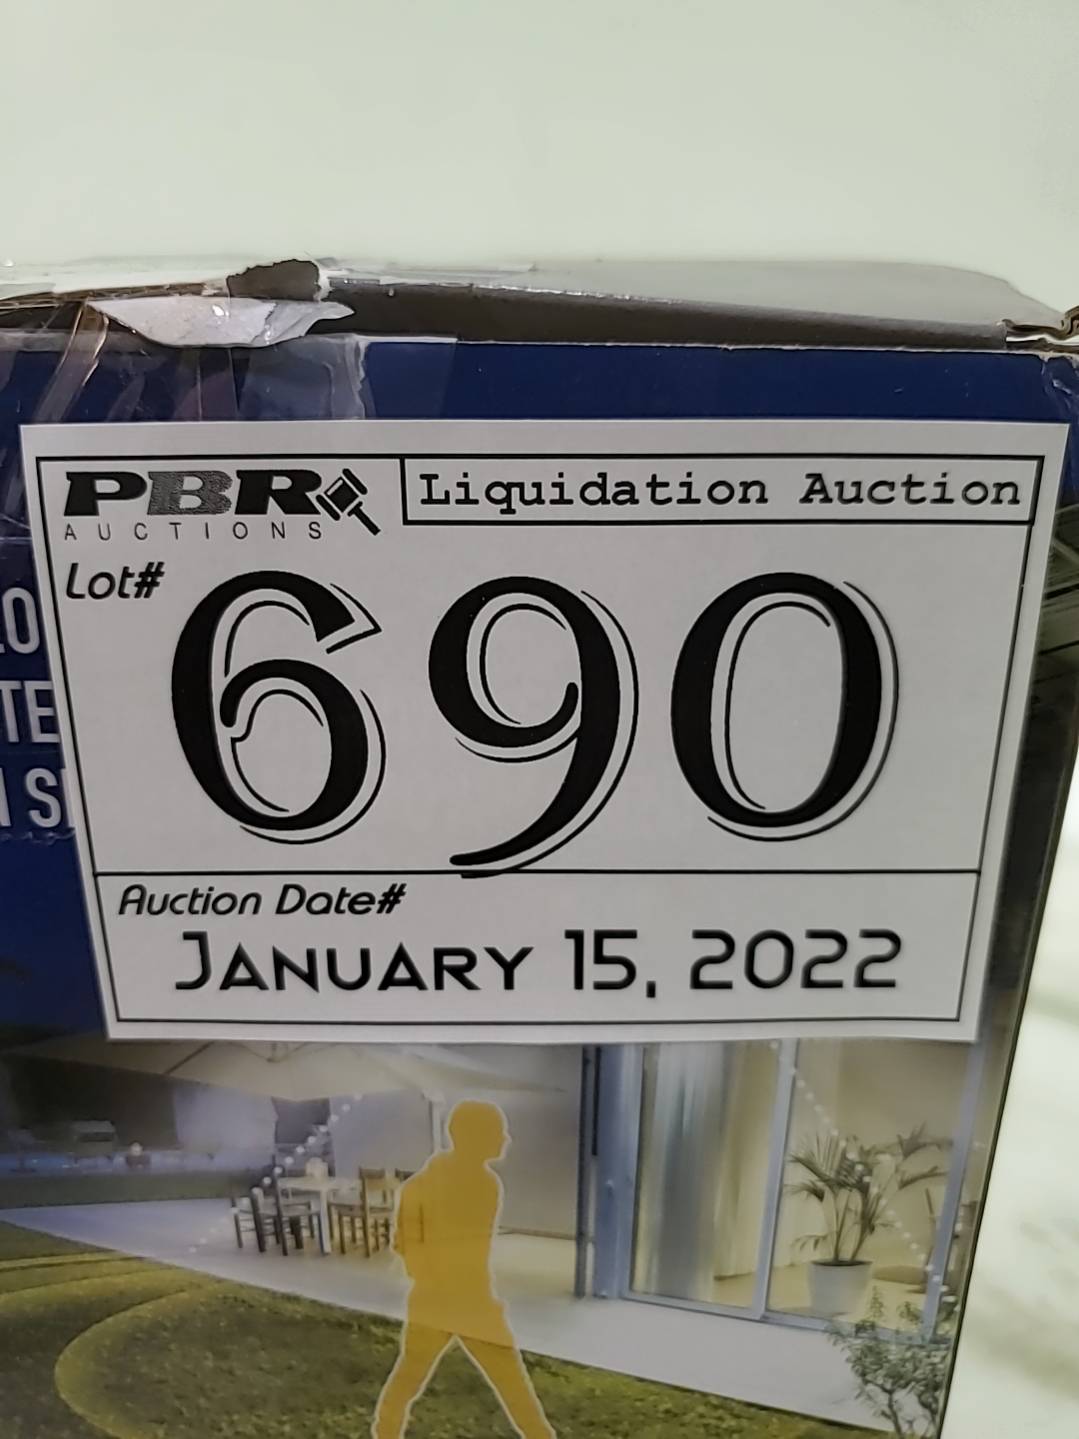 PBR
AUCTIONS
Liquidation Auction
Lot#
690
Auction Date#
JANUARY 15, 2022